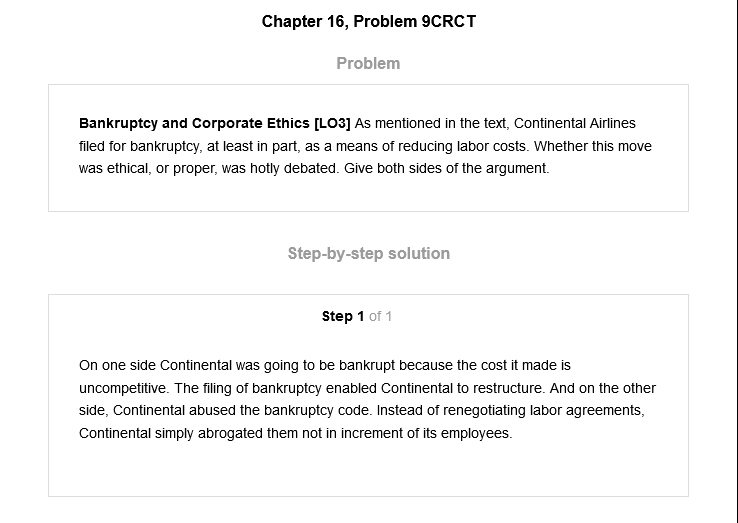 Chapter 16, Problem 9CRCT
Problem
Bankruptcy and Corporate Ethics [LO3] As mentioned in the text, Continental Airlines
filed for bankruptcy, at least in part, as a means of reducing labor costs. Whether this move
was ethical, or proper, was hotly debated. Give both sides of the argument.
Step-by-step solution
Step 1 of 1
On one side Continental was going to be bankrupt because the cost it made is
uncompetitive. The filing of bankruptcy enabled Continental to restructure. And on the other
side, Continental abused the bankruptcy code. Instead of renegotiating labor agreements,
Continental simply abrogated them not in increment of its employees.